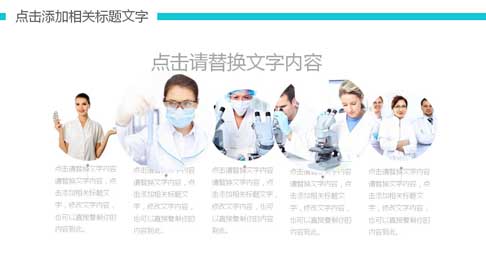 点击添加相关标题文字
点击请替换文字内容
点击请替换文字内容
请替换文字内容，点
击添加相关标题文
字，修改文字内容，
也可以直接复制你的
内容到此。
点击请替换文字内容
请替换文字内容，点
击添加相关标题文
字，修改文字内容，
也可以直接复制你的
内容到此。
点击请替换文字内容
请替换文字内容，点
击添加相关标题文
字，修改文字内容，也可
以直接复制你的内容
到此。
点击请替换文字内容
请替换文字内容，点
击添加相关标题文
字，修改文字内容，
也可以直接复制你的
内容到此。
点击请替换文字内容
请替换文字内容，点
击添加相关标题文
字，修改文字内容，
也可以直接复制你的
内容到此。